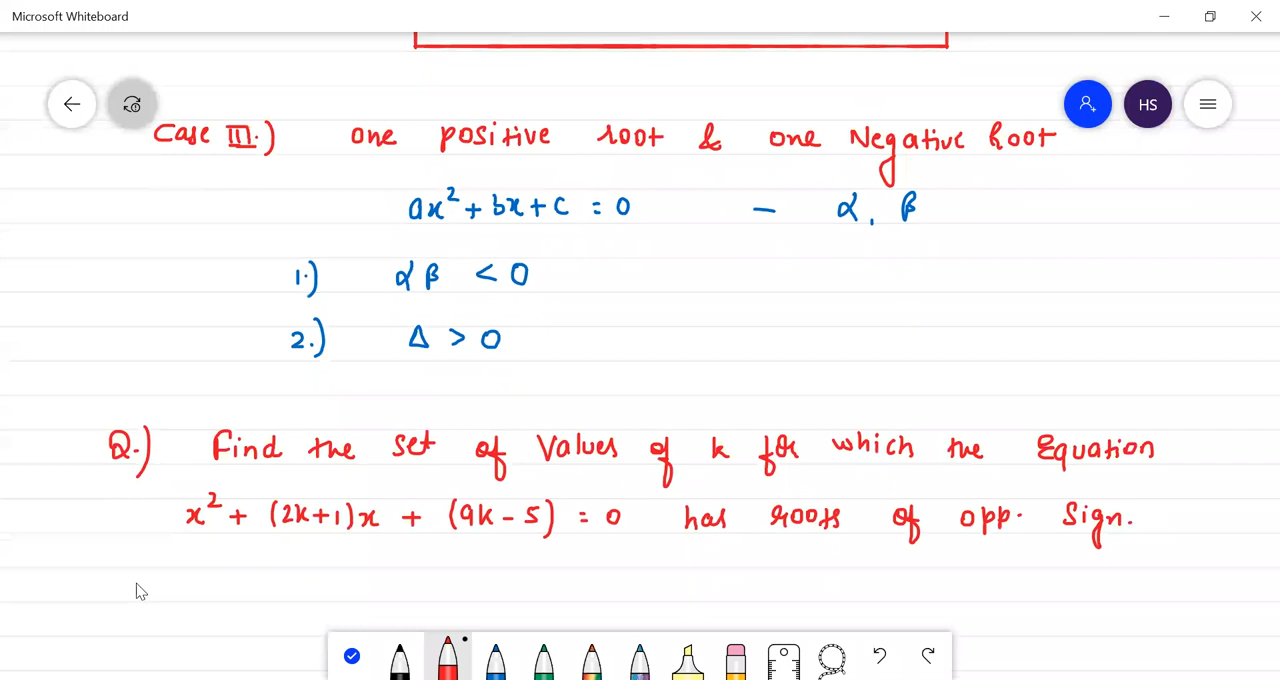 Microsoft Whiteboard
HS
Case III.) one positive root & one Negative Root
ax² + bx + c = 0 - α, β
1.) αβ < 0
2.) Δ > 0
Q.) Find the set of Values of k for which the Equation
x² + (2k+1)x + (9k-5) = 0 has roots of opp. Sign.